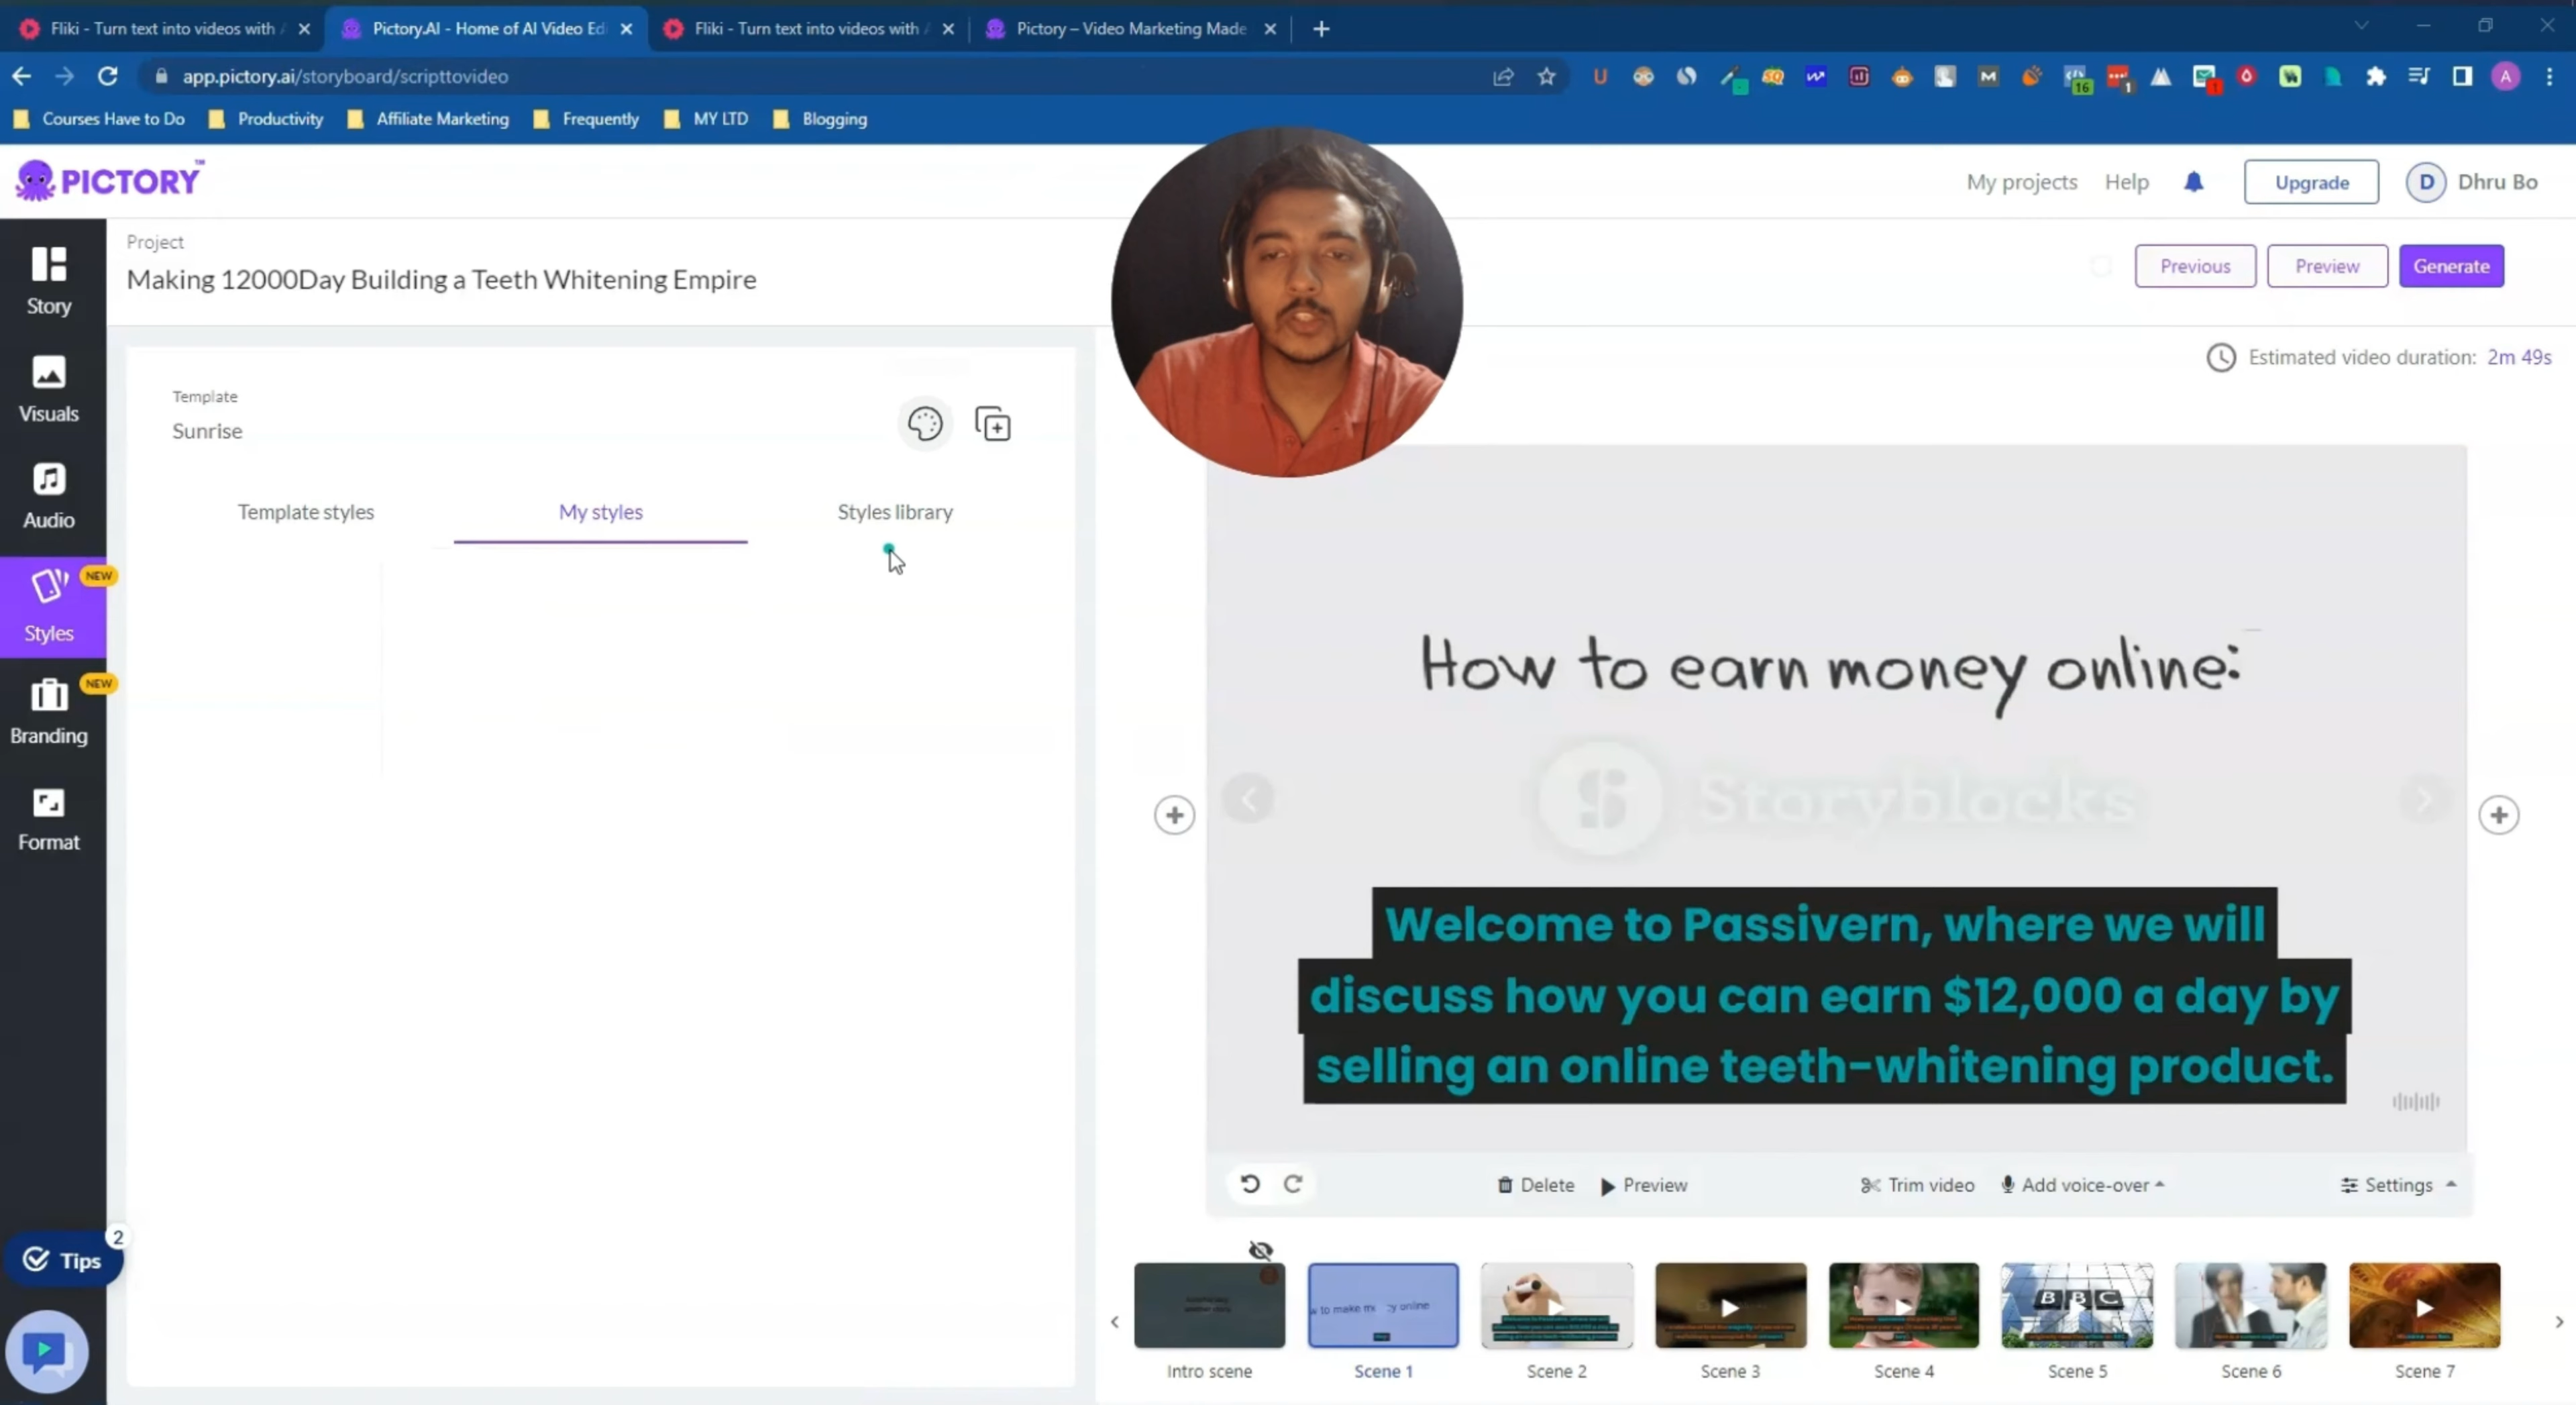 Fliki - Turn text into videos with
Pictory.AI - Home of AI Video Edi
Fliki - Turn text into videos with
Pictory – Video Marketing Made
app.pictory.ai/storyboard/scripttovideo
16
1
1
A
Courses Have to Do
Productivity
Affiliate Marketing
Frequently
MY LTD
Blogging
PICTORY™
My projects
Help
Upgrade
D
Dhru Bo
Project
Making 12000Day Building a Teeth Whitening Empire
Previous
Preview
Generate
Estimated video duration: 2m 49s
Story
Visuals
Audio
NEW
Styles
NEW
Branding
Format
Template
Sunrise
Template styles
My styles
Styles library
How to earn money online:
Storyblocks
Welcome to Passivern, where we will
discuss how you can earn $12,000 a day by
selling an online teeth-whitening product.
Delete
Preview
Trim video
Add voice-over
Settings
Tips
2
BBC
Intro scene
Scene 1
Scene 2
Scene 3
Scene 4
Scene 5
Scene 6
Scene 7